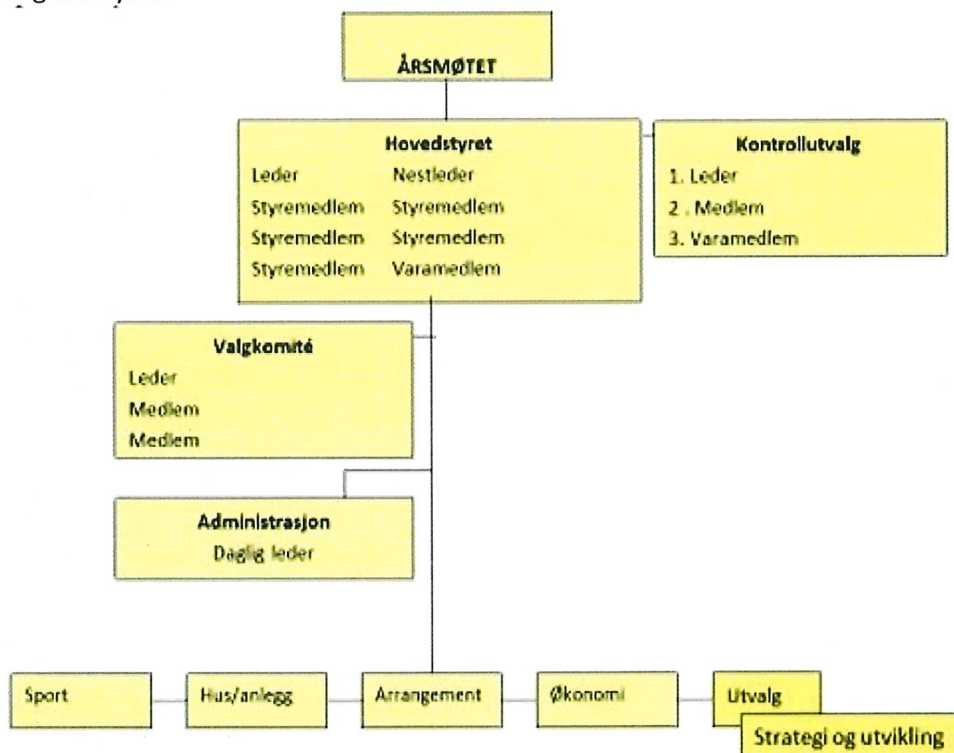 ÅRSMØTET
Hovedstyret
Leder Nestleder
Styremedlem Styremedlem
Styremedlem Styremedlem
Styremedlem Varamedlem
Kontrollutvalg
1. Leder
2 . Medlem
3. Varamedlem
Valgkomité
Leder
Medlem
Medlem
Administrasjon
Daglig leder
Sport
Hus/anlegg
Arrangement
Økonomi
Utvalg
Strategi og utvikling